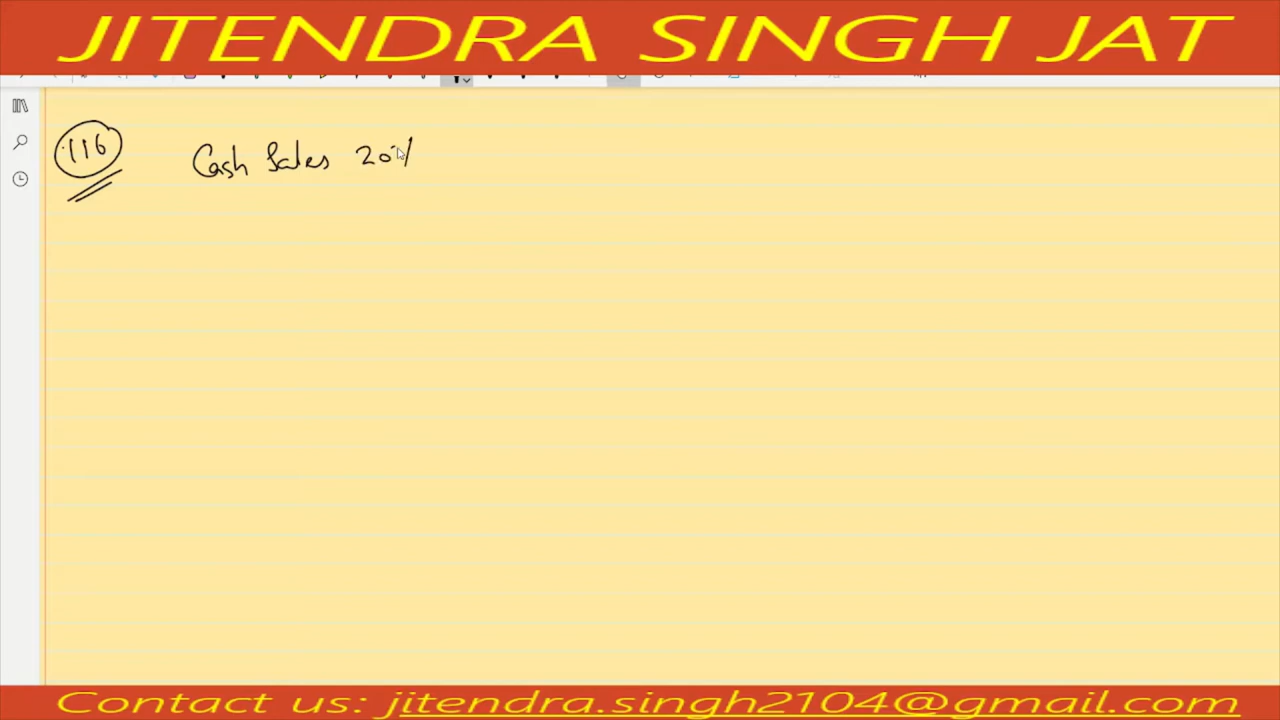 JITENDRA SINGH JAT
116 Cash Sales 20%
Contact us: jitendra.singh2104@gmail.com